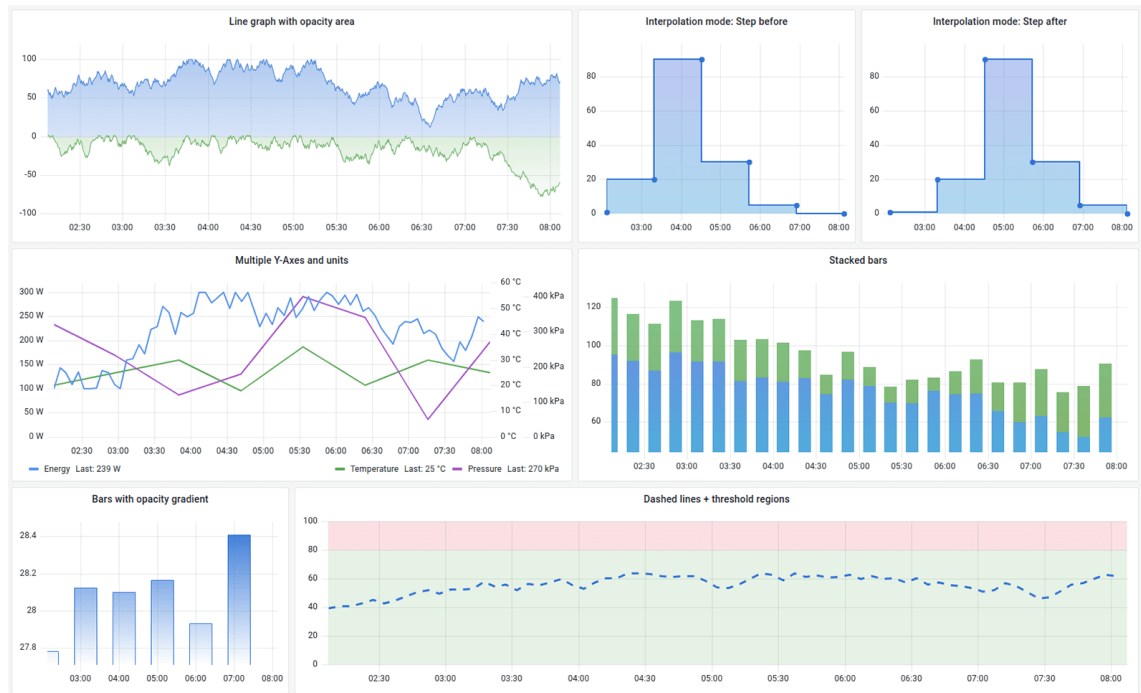 Line graph with opacity area
100
50
0
-50
-100
02:30 03:00 03:30 04:00 04:30 05:00 05:30 06:00 06:30 07:00 07:30 08:00
Interpolation mode: Step before
80
60
40
20
0
03:00 04:00 05:00 06:00 07:00 08:00
Interpolation mode: Step after
80
60
40
20
0
03:00 04:00 05:00 06:00 07:00 08:00
Multiple Y-Axes and units
300 W
250 W
200 W
150 W
100 W
50 W
0 W
60 °C
50 °C
40 °C
30 °C
20 °C
10 °C
0 °C
400 kPa
300 kPa
200 kPa
100 kPa
0 kPa
02:30 03:00 03:30 04:00 04:30 05:00 05:30 06:00 06:30 07:00 07:30 08:00
Energy Last: 239 W
Temperature Last: 25 °C Pressure Last: 270 kPa
Stacked bars
120
100
80
60
02:30 03:00 03:30 04:00 04:30 05:00 05:30 06:00 06:30 07:00 07:30 08:00
Bars with opacity gradient
28.4
28.2
28
27.8
03:00 04:00 05:00 06:00 07:00 08:00
Dashed lines + threshold regions
100
80
60
40
20
0
02:30 03:00 03:30 04:00 04:30 05:00 05:30 06:00 06:30 07:00 07:30 08:00